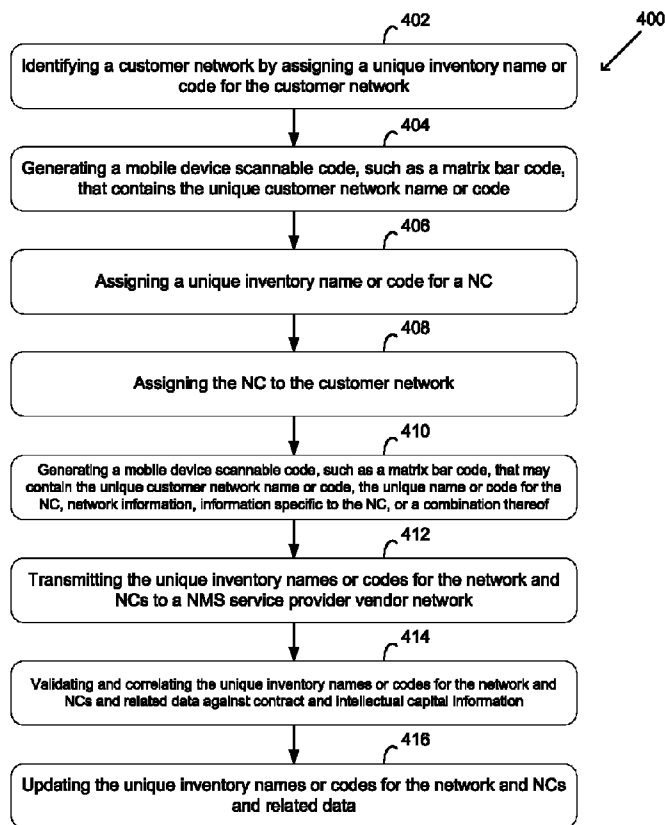 402
400
Identifying a customer network by assigning a unique inventory name or
code for the customer network
404
Generating a mobile device scannable code, such as a matrix bar code,
that contains the unique customer network name or code
406
Assigning a unique inventory name or code for a NC
408
Assigning the NC to the customer network
410
Generating a mobile device scannable code, such as a matrix bar code, that may
contain the unique customer network name or code, the unique name or code for the
NC, network information, information specific to the NC, or a combination thereof
412
Transmitting the unique inventory names or codes for the network and
NCs to a NMS service provider vendor network
414
Validating and correlating the unique inventory names or codes for the network and
NCs and related data against contract and intellectual capital information
416
Updating the unique inventory names or codes for the network and NCs
and related data